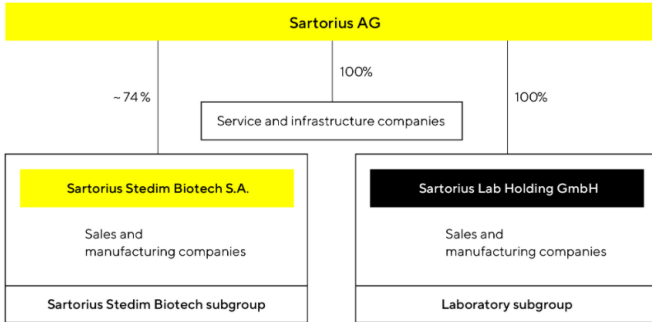 Sartorius AG
100%
~ 74 %
100%
Service and infrastructure companies
Sartorius Stedim Biotech S.A.
Sales and
manufacturing companies
Sartorius Stedim Biotech subgroup
Sartorius Lab Holding GmbH
Sales and
manufacturing companies
Laboratory subgroup